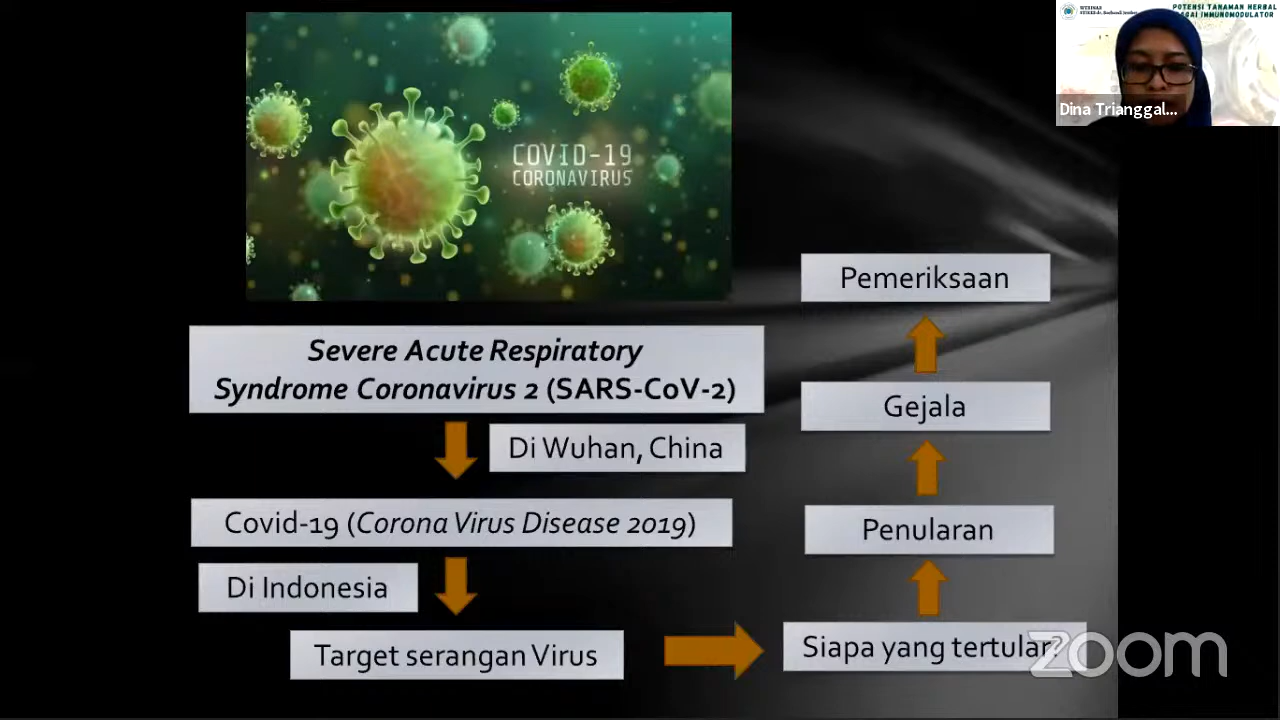 WEBINAR
POTENSI TANAMAN HERBAL
IMMUNOMODULATOR
Dina Trianggal...
COVID-19
CORONAVIRUS
Severe Acute Respiratory
Syndrome Coronavirus 2 (SARS-CoV-2)
Di Wuhan, China
Covid-19 (Corona Virus Disease 2019)
Di Indonesia
Target serangan Virus
Siapa yang tertular?
Penularan
Gejala
Pemeriksaan
zoom